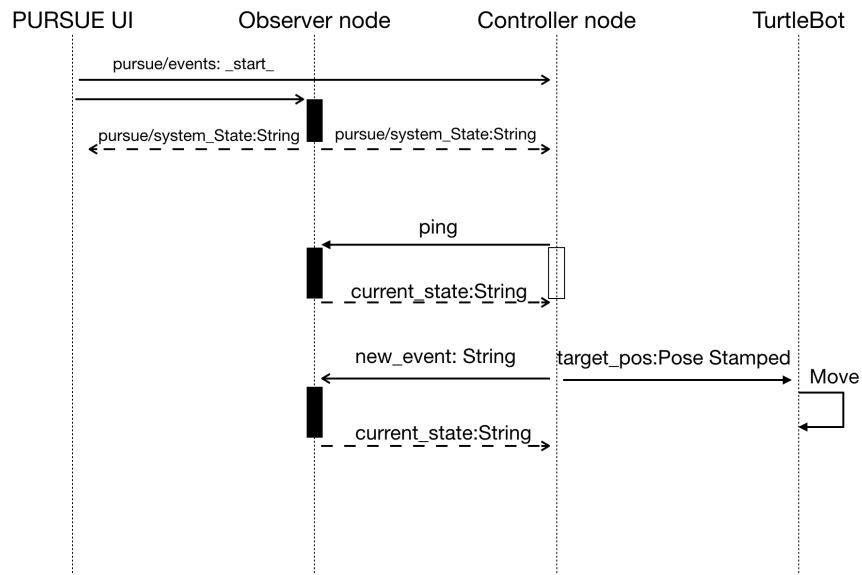 PURSUE UI
Observer node
Controller node
TurtleBot
pursue/events: _start_
pursue/system_State:String
pursue/system_State:String
ping
current_state:String
new_event: String
target_pos:Pose Stamped
Move
current_state:String